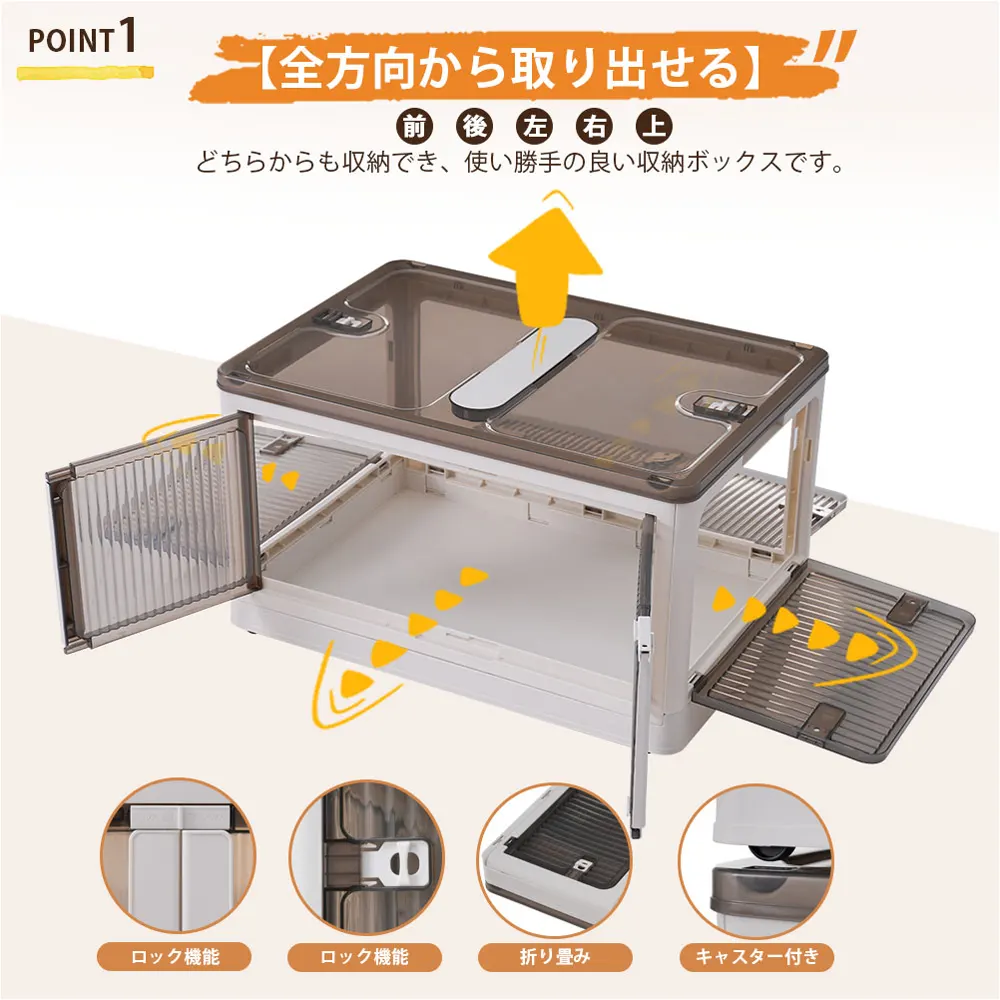 POINT1
【全方向から取り出せる】
前 後 左 右 上
どちらからも収納でき、使い勝手の良い収納ボックスです。
ロック機能
ロック機能
折り畳み
キャスター付き